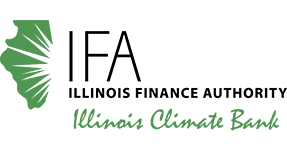 IFA
ILLINOIS FINANCE AUTHORITY
Illinois Climate Bank